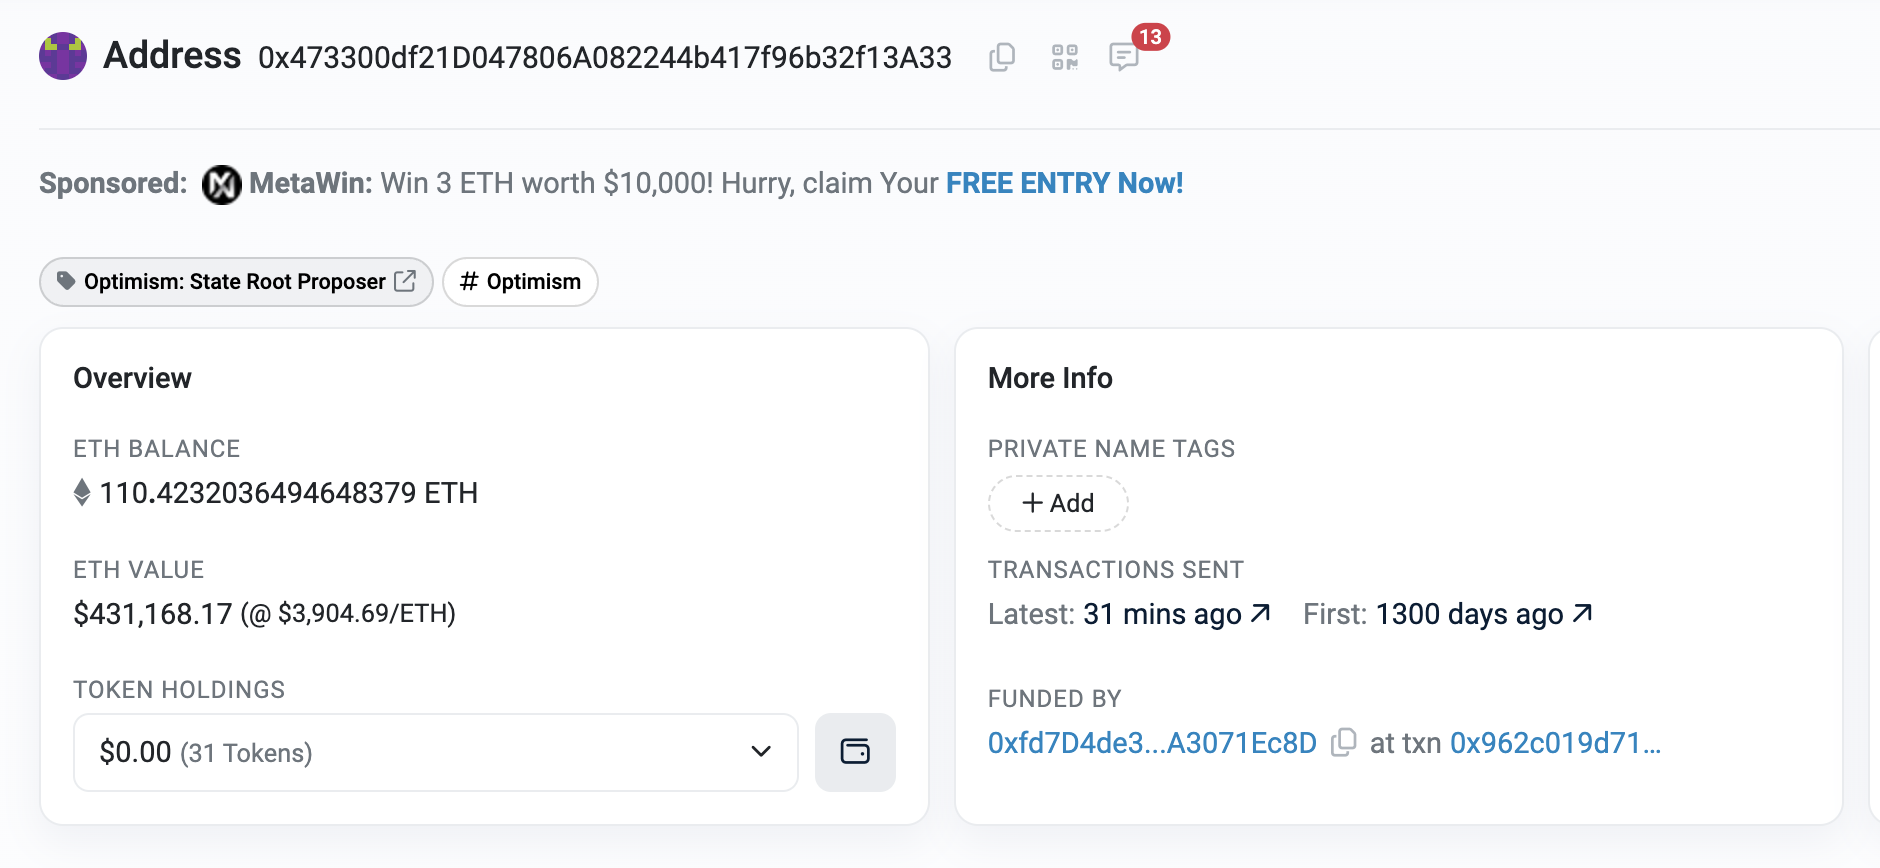 Address 0x473300df21D047806A082244b417f96b32f13A33
13
Sponsored: MetaWin: Win 3 ETH worth $10,000! Hurry, claim Your FREE ENTRY Now!
Optimism: State Root Proposer # Optimism
Overview
ETH BALANCE
110.4232036494648379 ETH
ETH VALUE
$431,168.17 (@ $3,904.69/ETH)
TOKEN HOLDINGS
$0.00 (31 Tokens)
More Info
PRIVATE NAME TAGS
+ Add
TRANSACTIONS SENT
Latest: 31 mins ago ↗ First: 1300 days ago ↗
FUNDED BY
0xfd7D4de3...A3071Ec8D at txn 0x962c019d71...